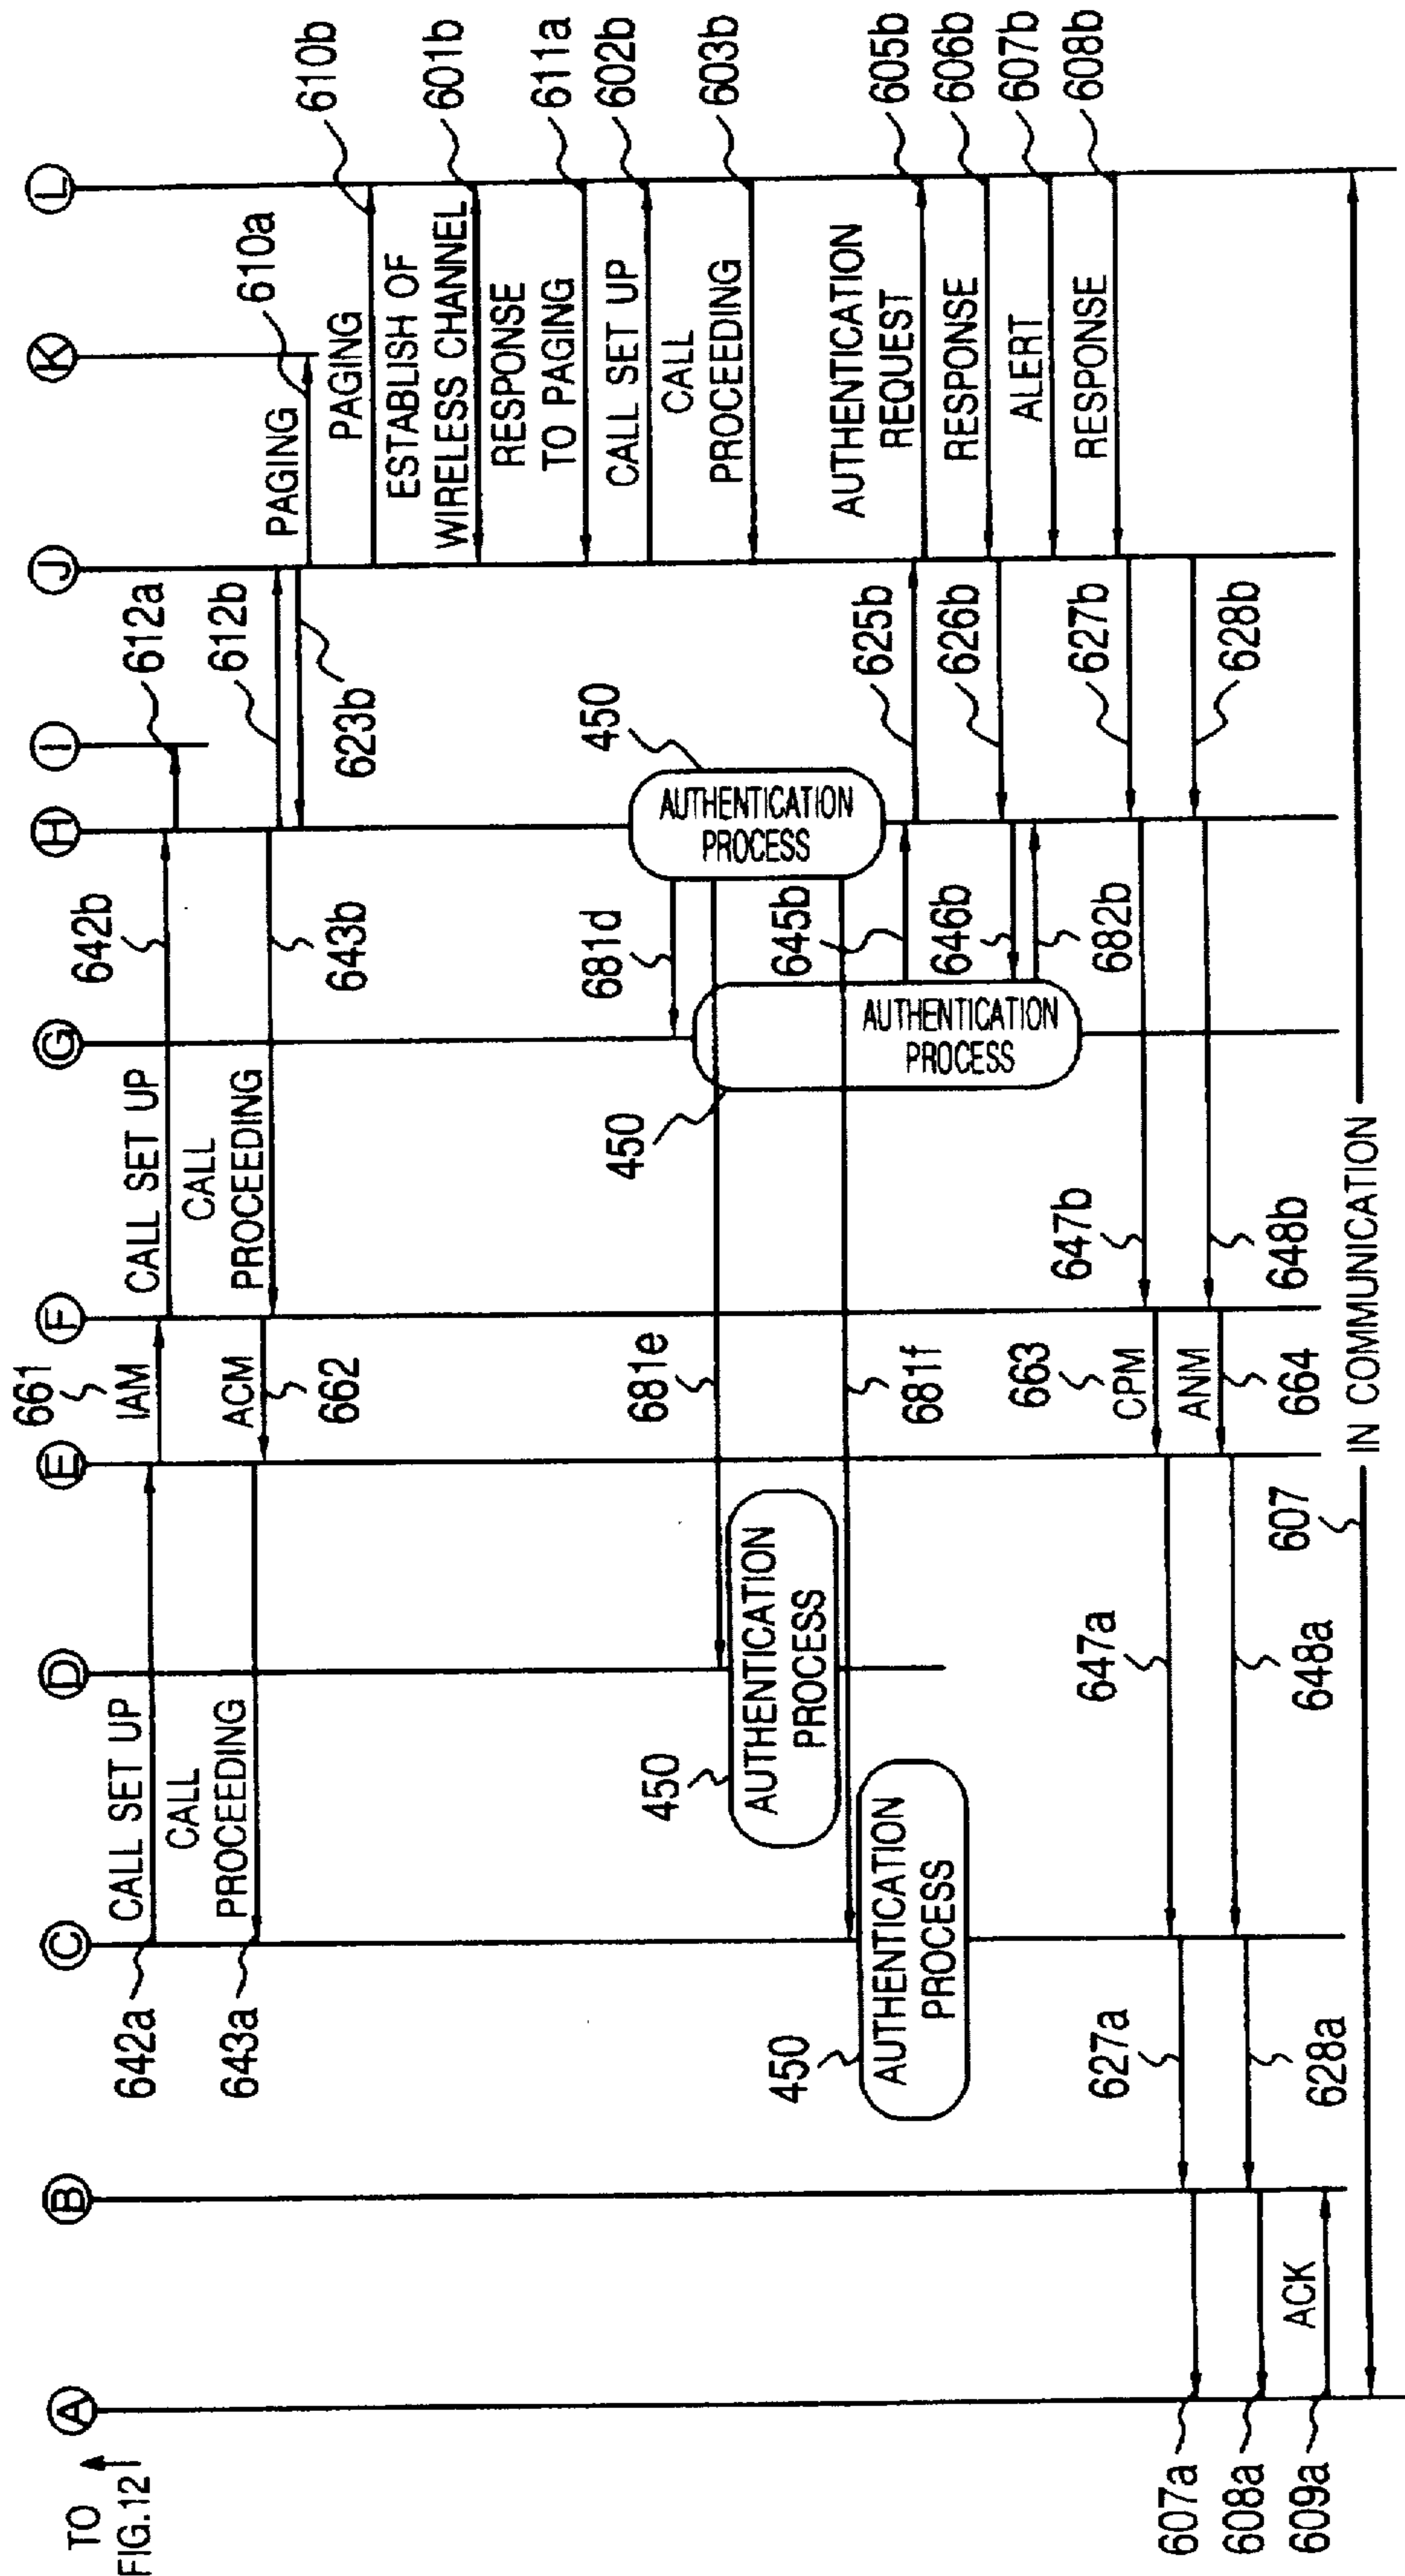 TO
FIG.12
A
B
C
D
E
F
G
H
I
J
K
L
642a
CALL SET UP
661
IAM
CALL SET UP
642b
612a
643a
CALL
PROCEEDING
ACM
662
CALL
PROCEEDING
643b
612b
623b
PAGING
610a
PAGING
610b
ESTABLISH OF
WIRELESS CHANNEL
601b
RESPONSE
TO PAGING
611a
CALL SET UP
602b
CALL
PROCEEDING
603b
681d
450
AUTHENTICATION
PROCESS
681e
450
AUTHENTICATION
PROCESS
681f
450
AUTHENTICATION
PROCESS
450
AUTHENTICATION
PROCESS
645b
625b
AUTHENTICATION
REQUEST
605b
646b
626b
RESPONSE
606b
682b
ALERT
607b
RESPONSE
608b
627b
628b
647b
648b
663
CPM
ANM
664
647a
648a
627a
628a
607a
608a
609a
ACK
607
IN COMMUNICATION